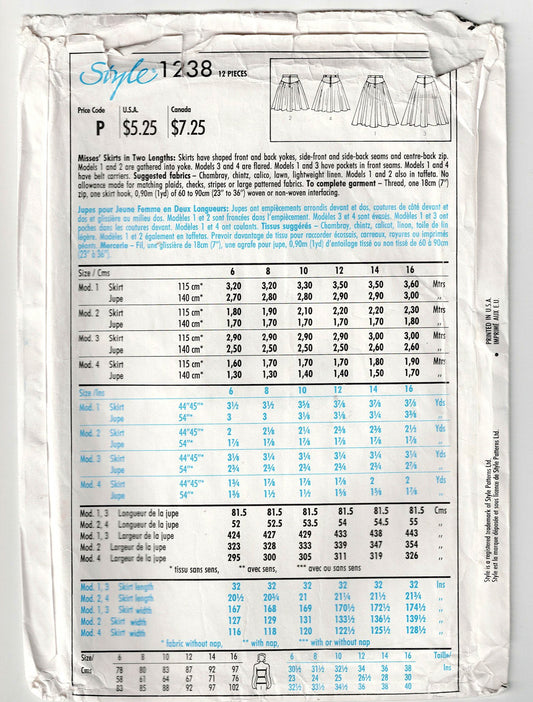 Style 1238 12 PIECES
Price Code U.S.A. Canada
P $5.25 $7.25
2 4 1 3
Misses' Skirts in Two Lengths: Skirts have shaped front and back yokes, side-front and side-back seams and centre-back zip.
Models 1 and 2 are gathered into yoke. Models 3 and 4 are flared. Models 1 and 3 have pockets in front seams. Models 1 and 4
have belt carriers. Suggested fabrics – Chambray, chintz, calico, lawn, lightweight linen. Models 1 and 2 also in taffeta. No
allowance made for matching plaids, checks, stripes or large patterned fabrics. To complete garment – Thread, one 18cm (7")
zip, one skirt hook, 0,90m (1yd) of 60 to 90cm (23" to 36") woven or non-woven interfacing.
Jupes pour Jeune Femme en Deux Longueurs: Jupes ont empiècements arrondis devant et dos, coutures de côté devant et
dos et glissière au milieu dos. Modèles 1 et 2 sont froncées dans l'empiècement. Modèles 3 et 4 sont évasés. Modèles 1 et 3 ont
poches dans les coutures devant. Modèles 1 et 4 ont coulants. Tissus suggérés – Chambray, chintz, calicot, linon, toile de lin
légère. Modèles 1 et 2 également en taffetas. Prevoir davantage de tissu pour raccorder écossais, carreaux, rayures ou imprimés
géants. Mercerie – Fil, une glissière de 18cm (7"), une agrafe pour jupe, 0,90m (1yd) d'entoilage tissé ou non tissé de 60 à 90cm
(23" à 36").
Size / Cms 6 8 10 12 14 16
Mod. 1 Skirt 115 cm* 3,20 3,20 3,30 3,50 3,50 3,60 Mtrs
Jupe 140 cm* 2,70 2,80 2,80 2,90 2,90 3,00 ,,
Mod. 2 Skirt 115 cm* 1,80 1,90 2,10 2,20 2,20 2,30 Mtrs
Jupe 140 cm* 1,70 1,70 1,70 1,70 1,70 1,80 ,,
Mod. 3 Skirt 115 cm* 2,90 2,90 2,90 2,90 3,00 3,00 Mtrs
Jupe 140 cm* 2,50 2,50 2,50 2,50 2,60 2,60 ,,
Mod. 4 Skirt 115 cm* 1,60 1,70 1,70 1,70 1,80 1,90 Mtrs
Jupe 140 cm* 1,30 1,30 1,40 1,40 1,50 1,70 ,,
Size /Ins 6 8 10 12 14 16
Mod. 1 Skirt 44"45"* 3½ 3½ 3⅝ 3⅞ 3⅞ 3⅞ Yds
Jupe 54"* 3 3 3⅛ 3⅛ 3¼ 3⅜ ,,
Mod. 2 Skirt 44"45"* 2 2⅛ 2¼ 2⅜ 2⅜ 2½ Yds
Jupe 54"* 1⅞ 1⅞ 1⅞ 1⅞ 1⅞ 1⅞ ,,
Mod. 3 Skirt 44"45"* 3⅛ 3¼ 3¼ 3¼ 3¼ 3¼ Yds
Jupe 54"* 2¾ 2¾ 2¾ 2¾ 2¾ 2⅞ ,,
Mod. 4 Skirt 44"45"* 1¾ 1⅞ 1⅞ 1⅞ 2 2 Yds
Jupe 54"* 1⅜ 1½ 1½ 1⅝ 1⅝ 1⅞ ,,
Mod. 1, 3 Longueur de la jupe 81.5 81.5 81.5 81.5 81.5 81.5 Cms
Mod. 2, 4 Longueur de la jupe 52 52.5 53.5 54 54.5 55 ,,
Mod. 1, 3 Largeur de la jupe 424 427 429 433 438 443 ,,
Mod. 2 Largeur de la jupe 323 328 333 339 347 354 ,,
Mod. 4 Largeur de la jupe 295 300 305 311 319 326 ,,
* tissu sans sens, ** avec sens, *** avec ou sans sens
Mod. 1, 3 Skirt length 32 32 32 32 32 32 Ins
Mod. 2, 4 Skirt length 20½ 20¾ 21 21¼ 21½ 21¾ ,,
Mod. 1, 3 Skirt width 167 168 169 170½ 172½ 174½ ,,
Mod. 2 Skirt width 127 129 131 133½ 136½ 139½ ,,
Mod. 4 Skirt width 116 118 120 122½ 125½ 128½ ,,
* fabric without nap, ** with nap, *** with or without nap
Size/ 6 8 10 12 14 16 6 8 10 12 14 16 Taille/
Cms 78 80 83 87 92 97 30½ 31½ 32½ 34 36 38 Ins
58 61 64 67 71 76 23 24 25 26½ 28 30
83 85 88 92 97 102 32½ 33½ 34½ 36 38 40
PRINTED IN U.S.A.
IMPRIMÉ AUX E.U.
Style is a registered trademark of Style Patterns Ltd.
Style est la marque déposée et sous licence de Style Patterns Ltd.